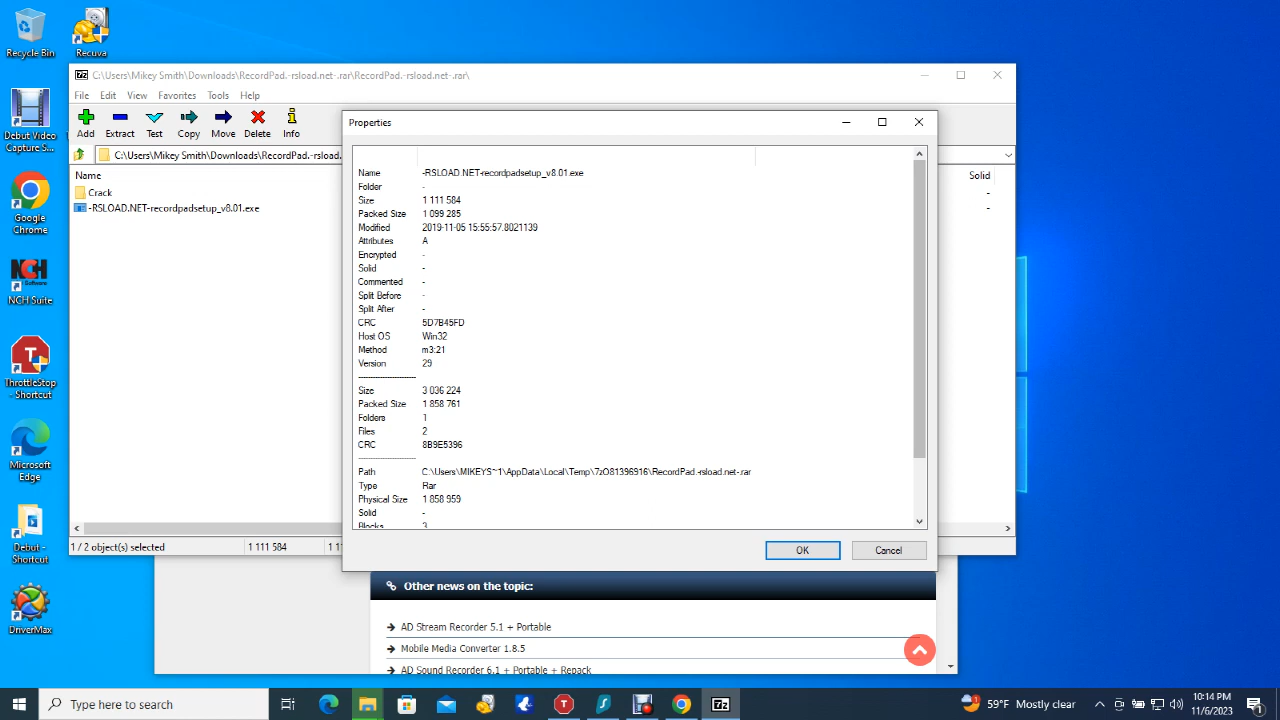 Recycle Bin
Recuva
Debut Video
Capture S...
Google
Chrome
NCH
Software
NCH Suite
T
ThrottleStop
- Shortcut
Microsoft
Edge
Debut -
Shortcut
DriverMax
7z C:\Users\Mikey Smith\Downloads\RecordPad.-rsload.net-.rar\RecordPad.-rsload.net-.rar\
File Edit View Favorites Tools Help
Add Extract Test Copy Move Delete Info
C:\Users\Mikey Smith\Downloads\RecordPad.-rsload.
Name Solid
Crack -
-RSLOAD.NET-recordpadsetup_v8.01.exe -
1 / 2 object(s) selected 1 111 584 1 1
Properties
Name -RSLOAD.NET-recordpadsetup_v8.01.exe
Folder -
Size 1 111 584
Packed Size 1 099 285
Modified 2019-11-05 15:55:57.8021139
Attributes A
Encrypted -
Solid -
Commented -
Split Before -
Split After -
CRC 5D7B45FD
Host OS Win32
Method m3:21
Version 29
------------------------
Size 3 036 224
Packed Size 1 858 761
Folders 1
Files 2
CRC 8B9E5396
------------------------
Path C:\Users\MIKEYS~1\AppData\Local\Temp\7zO81396916\RecordPad.-rsload.net-.rar
Type Rar
Physical Size 1 858 959
Solid -
Blocks 3
OK Cancel
Other news on the topic:
AD Stream Recorder 5.1 + Portable
Mobile Media Converter 1.8.5
AD Sound Recorder 6.1 + Portable + Repack
Type here to search
T
7z
59°F Mostly clear
10:14 PM
11/6/2023
1